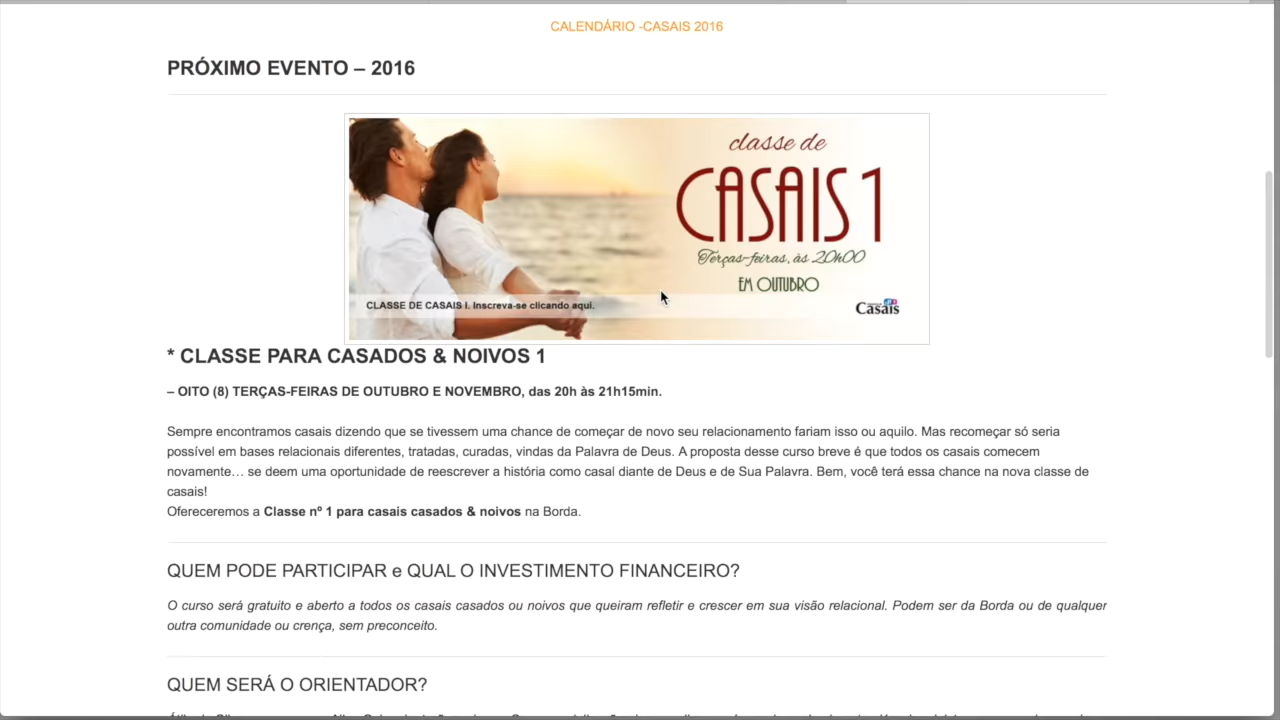 CALENDÁRIO -CASAIS 2016
PRÓXIMO EVENTO – 2016
classe de
CASAIS 1
Terças-feiras, às 20h00
EM OUTUBRO
CLASSE DE CASAIS I. Inscreva-se clicando aqui.
Casais
* CLASSE PARA CASADOS & NOIVOS 1
– OITO (8) TERÇAS-FEIRAS DE OUTUBRO E NOVEMBRO, das 20h às 21h15min.
Sempre encontramos casais dizendo que se tivessem uma chance de começar de novo seu relacionamento fariam isso ou aquilo. Mas recomeçar só seria
possível em bases relacionais diferentes, tratadas, curadas, vindas da Palavra de Deus. A proposta desse curso breve é que todos os casais comecem
novamente… se deem uma oportunidade de reescrever a história como casal diante de Deus e de Sua Palavra. Bem, você terá essa chance na nova classe de
casais!
Ofereceremos a Classe nº 1 para casais casados & noivos na Borda.
QUEM PODE PARTICIPAR e QUAL O INVESTIMENTO FINANCEIRO?
O curso será gratuito e aberto a todos os casais casados ou noivos que queiram refletir e crescer em sua visão relacional. Podem ser da Borda ou de qualquer
outra comunidade ou crença, sem preconceito.
QUEM SERÁ O ORIENTADOR?